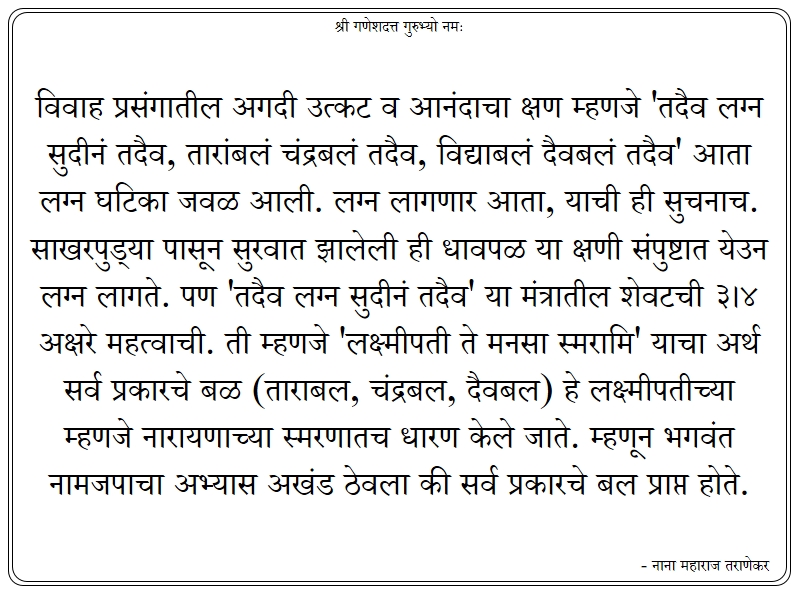 श्री गणेशदत्त गुरुभ्यो नमः
विवाह प्रसंगातील अगदी उत्कट व आनंदाचा क्षण म्हणजे 'तदैव लग्न
सुदीनं तदैव, तारांबलं चंद्रबलं तदैव, विद्याबलं दैवबलं तदैव' आता
लग्न घटिका जवळ आली. लग्न लागणार आता, याची ही सुचनाच.
साखरपुड्या पासून सुरवात झालेली ही धावपळ या क्षणी संपुष्टात येउन
लग्न लागते. पण 'तदैव लग्न सुदीनं तदैव' या मंत्रातील शेवटची ३।४
अक्षरे महत्वाची. ती म्हणजे 'लक्ष्मीपती ते मनसा स्मरामि' याचा अर्थ
सर्व प्रकारचे बळ (ताराबल, चंद्रबल, दैवबल) हे लक्ष्मीपतीच्या
म्हणजे नारायणाच्या स्मरणातच धारण केले जाते. म्हणून भगवंत
नामजपाचा अभ्यास अखंड ठेवला की सर्व प्रकारचे बल प्राप्त होते.
- नाना महाराज तराणेकर